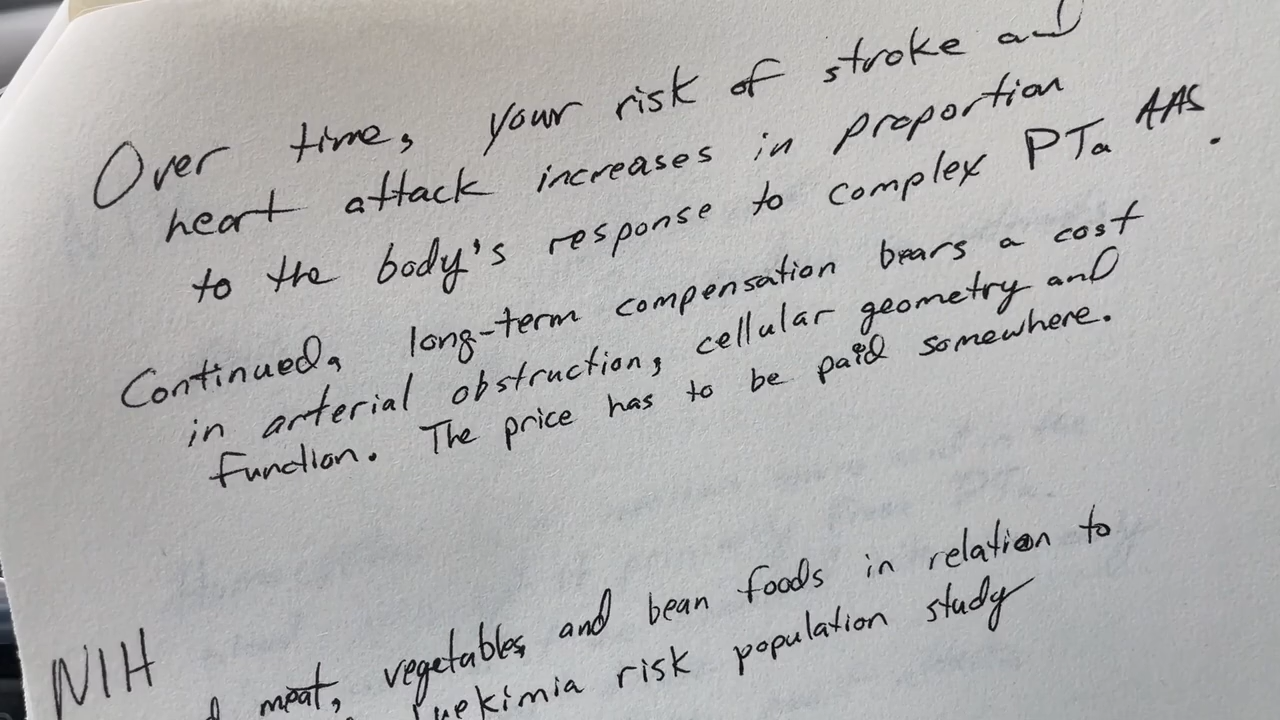 Over time, your risk of stroke and
heart attack increases in proportion
to the body's response to complex PTa AAS.
Continued, long-term compensation bears a cost
in arterial obstruction, cellular geometry and
function. The price has to be paid somewhere.
NIH
meat, vegetables, and bean foods in relation to
luekimia risk population study